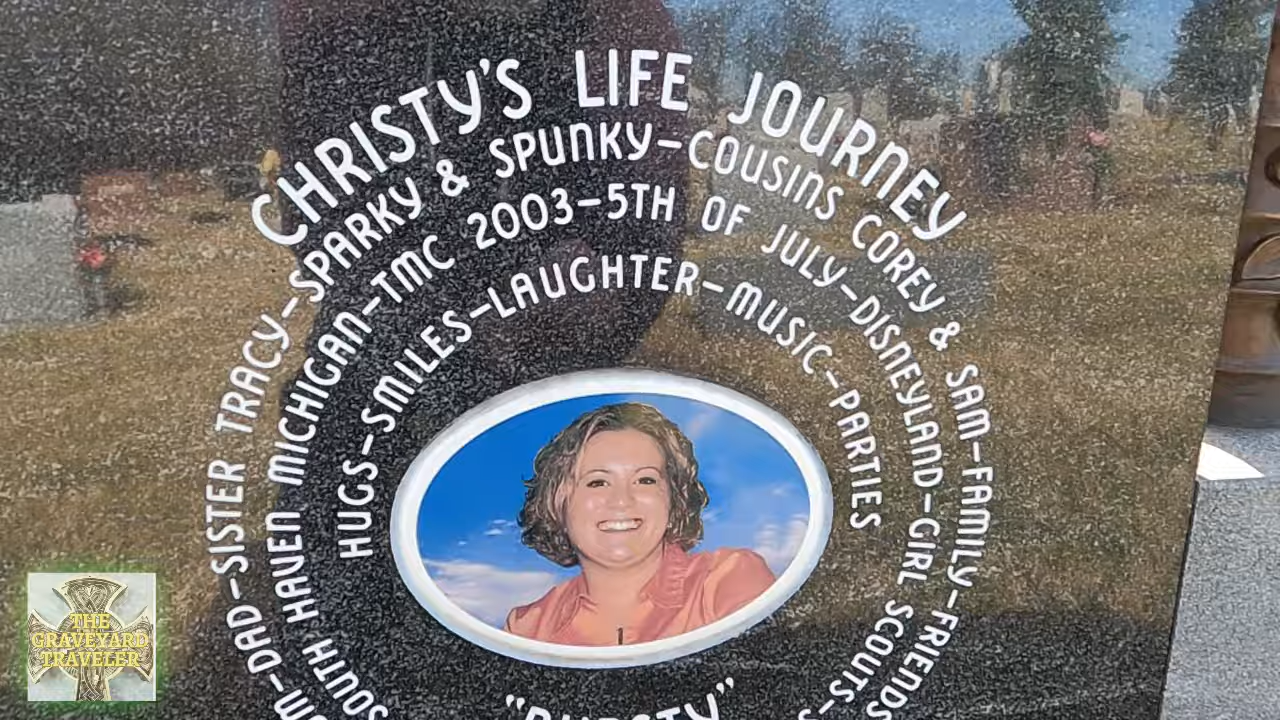 CHRISTY'S LIFE JOURNEY
DAD-SISTER TRACY-SPARKY & SPUNKY-COUSINS COREY & SAM-FAMILY-FRIENDS
SOUTH HAVEN MICHIGAN-TMC 2003-5TH OF JULY-DISNEYLAND-GIRL SCOUTS-
HUGS-SMILES-LAUGHTER-MUSIC-PARTIES
THE
GRAVEYARD
TRAVELER